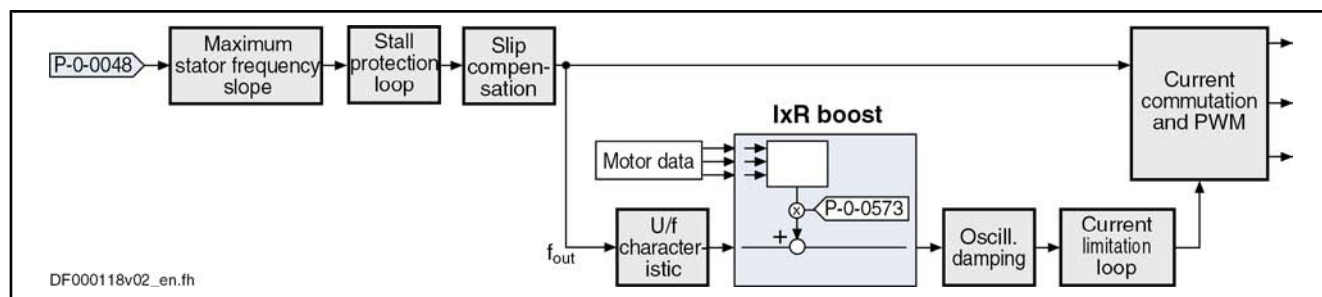 P-0-0048
Maximum
stator frequency
slope
Stall
protection
loop
Slip
compen-
sation
Current
commutation
and PWM
IxR boost
Motor data
x
P-0-0573
+
fout
U/f
character-
istic
Oscill.
damping
Current
limitation
loop
DF000118v02_en.fh